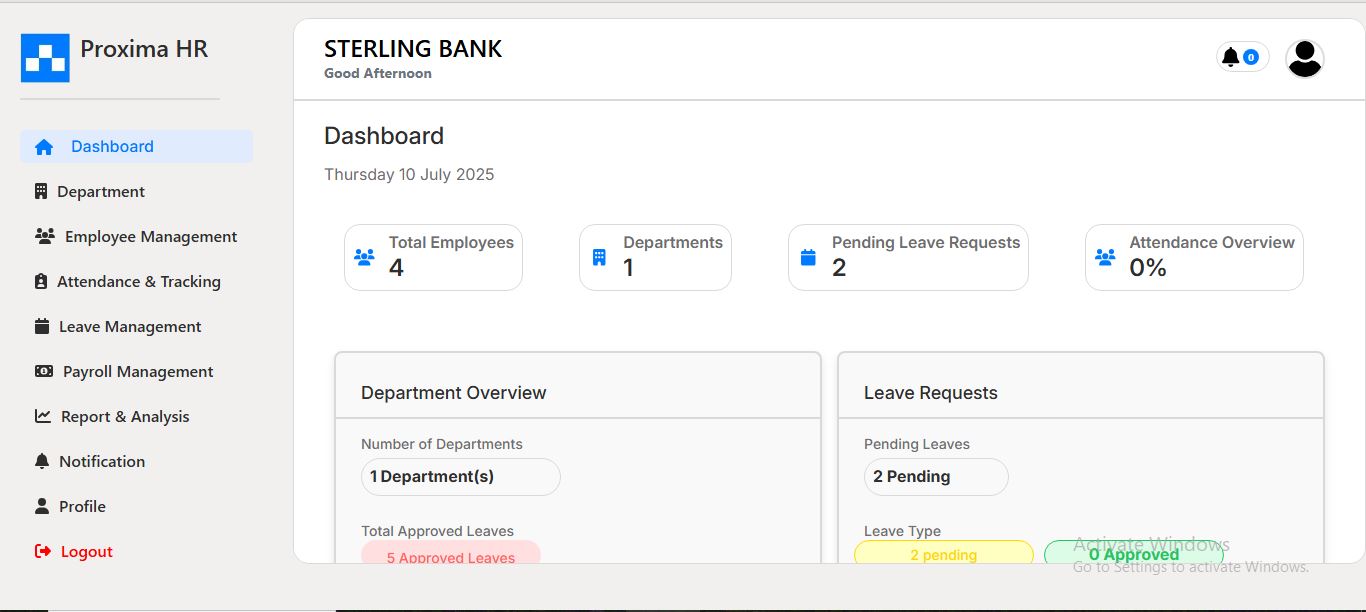 Proxima HR
STERLING BANK
Good Afternoon
0
Dashboard
Department
Employee Management
Attendance & Tracking
Leave Management
Payroll Management
Report & Analysis
Notification
Profile
Logout
Dashboard
Thursday 10 July 2025
Total Employees
4
Departments
1
Pending Leave Requests
2
Attendance Overview
0%
Department Overview
Number of Departments
1 Department(s)
Total Approved Leaves
5 Approved Leaves
Leave Requests
Pending Leaves
2 Pending
Leave Type
2 pending
0 Approved
Activate Windows
Go to Settings to activate Windows.